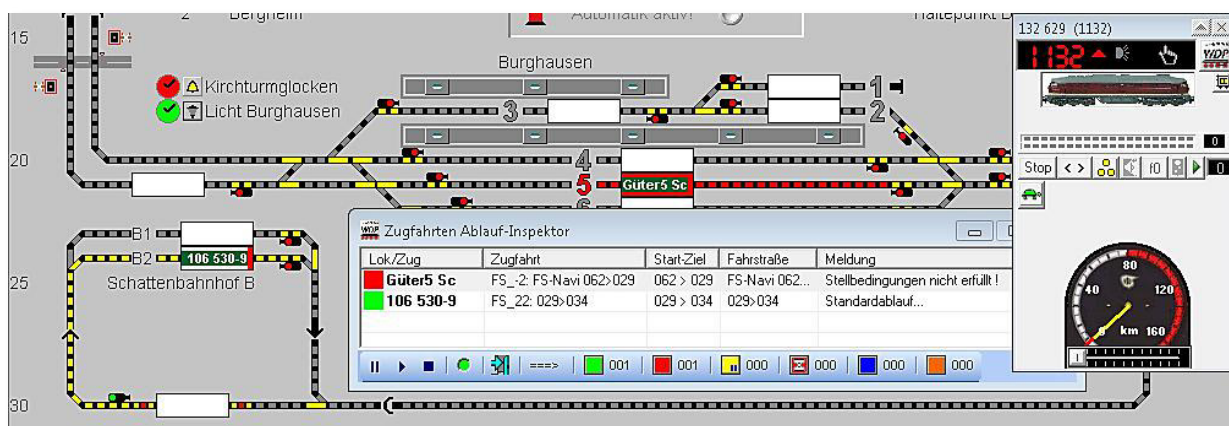 2 Bergheim
Automatik aktiv!
Haltepunkt
15
Kirchturmglocken
Licht Burghausen
Burghausen
1
3
2
20
4
5
Güter5 Sc
B1
B2
106 530-9
Schattenbahnhof B
25
30
Zugfahrten Ablauf-Inspektor
Lok/Zug Zugfahrt Start-Ziel Fahrstraße Meldung
Güter5 Sc FS_-2: FS-Navi 062>029 062 > 029 FS-Navi 062... Stellbedingungen nicht erfüllt !
106 530-9 FS_22: 029>034 029 > 034 029>034 Standardablauf...
===> 001 001 000 000 000 000
132 629 (1132)
1132
WDP
0
Stop < > f0 0
40 80 120
0 km 160